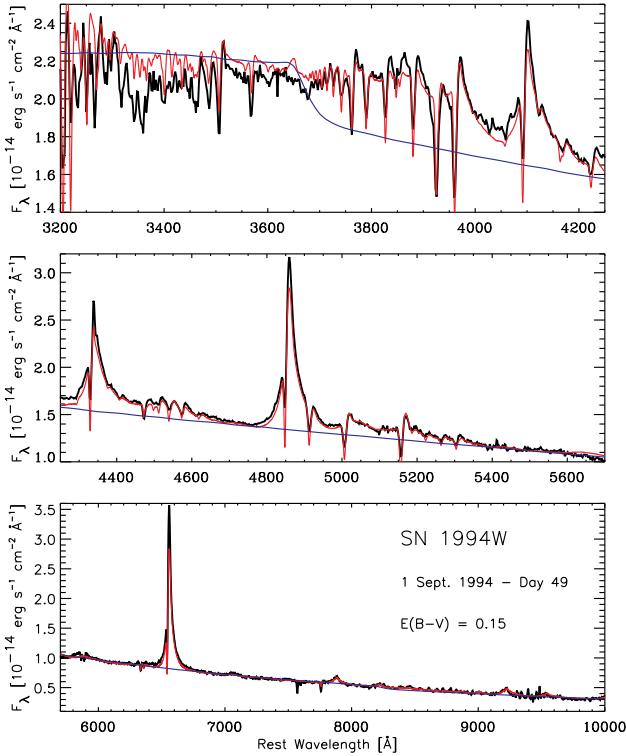 2.4
2.2
2.0
1.8
1.6
1.4
F_λ [10^−14 erg s^−1 cm^−2 Å^−1]
3200 3400 3600 3800 4000 4200
3.0
2.5
2.0
1.5
1.0
F_λ [10^−14 erg s^−1 cm^−2 Å^−1]
4400 4600 4800 5000 5200 5400 5600
3.5
3.0
2.5
2.0
1.5
1.0
0.5
F_λ [10^−14 erg s^−1 cm^−2 Å^−1]
SN 1994W
1 Sept. 1994 − Day 49
E(B−V) = 0.15
6000 7000 8000 9000 10000
Rest Wavelength [Å]